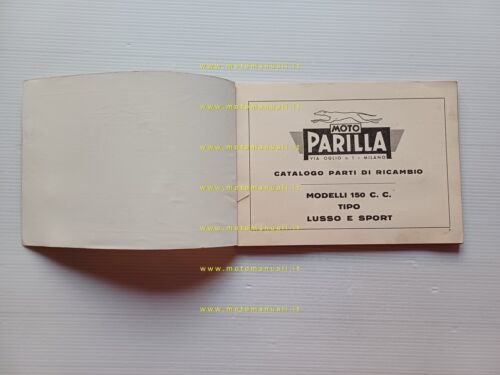 MOTO
PARILLA
VIA OGLIO n 1 - MILANO
CATALOGO PARTI DI RICAMBIO
MODELLI 150 C. C.
TIPO
LUSSO E SPORT
www.motomanuali.it
www.motomanuali.it
www.motomanuali.it
www.motomanuali.it
www.motomanuali.it
www.motomanuali.it